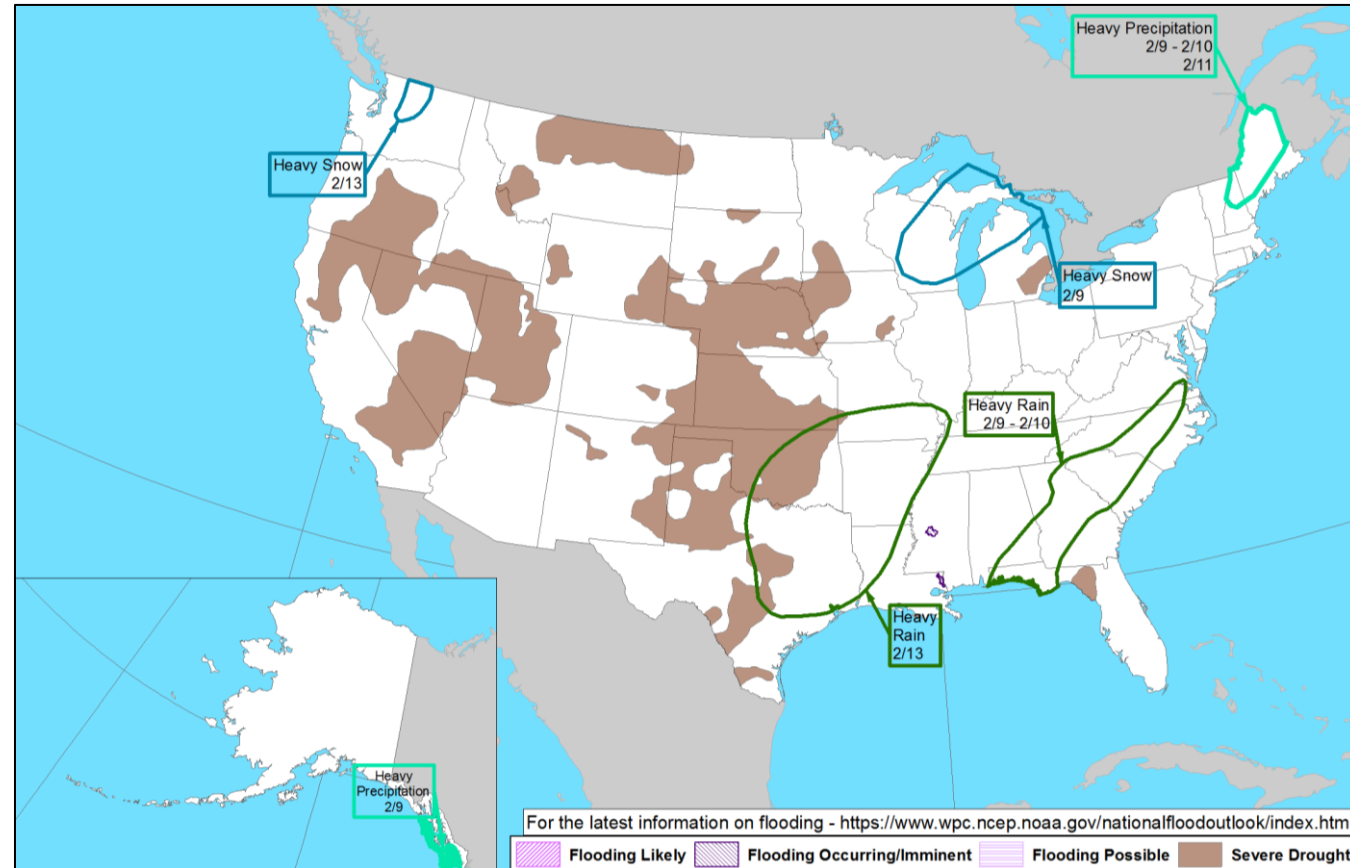 Heavy Precipitation
2/9 - 2/10
2/11
Heavy Snow
2/13
Heavy Snow
2/9
Heavy Rain
2/9 - 2/10
Heavy
Rain
2/13
Heavy
Precipitation
2/9
For the latest information on flooding - https://www.wpc.ncep.noaa.gov/nationalfloodoutlook/index.htm
Flooding Likely Flooding Occurring/Imminent Flooding Possible Severe Drought